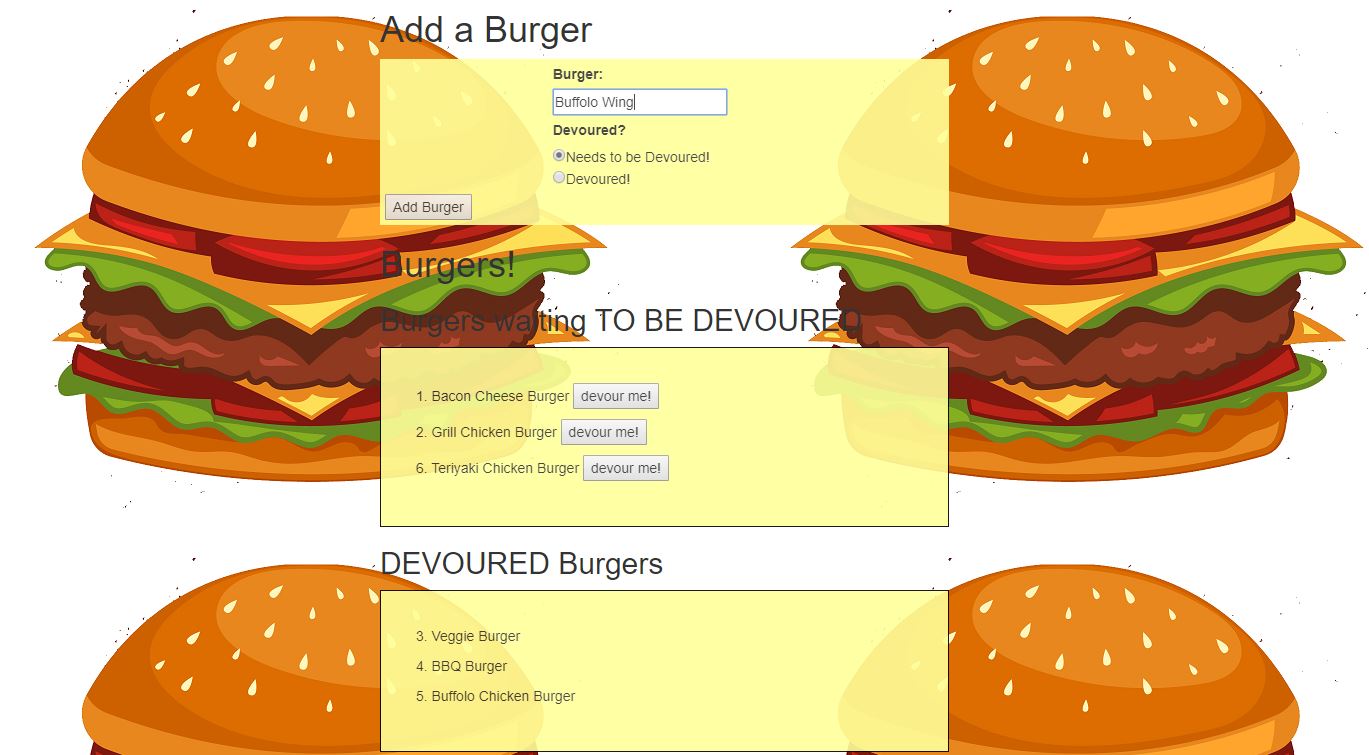 Add a Burger
Burger:
Buffolo Wing
Devoured?
Needs to be Devoured!
Devoured!
Add Burger
Burgers!
Burgers waiting TO BE DEVOURED
1. Bacon Cheese Burger devour me!
2. Grill Chicken Burger devour me!
6. Teriyaki Chicken Burger devour me!
DEVOURED Burgers
3. Veggie Burger
4. BBQ Burger
5. Buffolo Chicken Burger